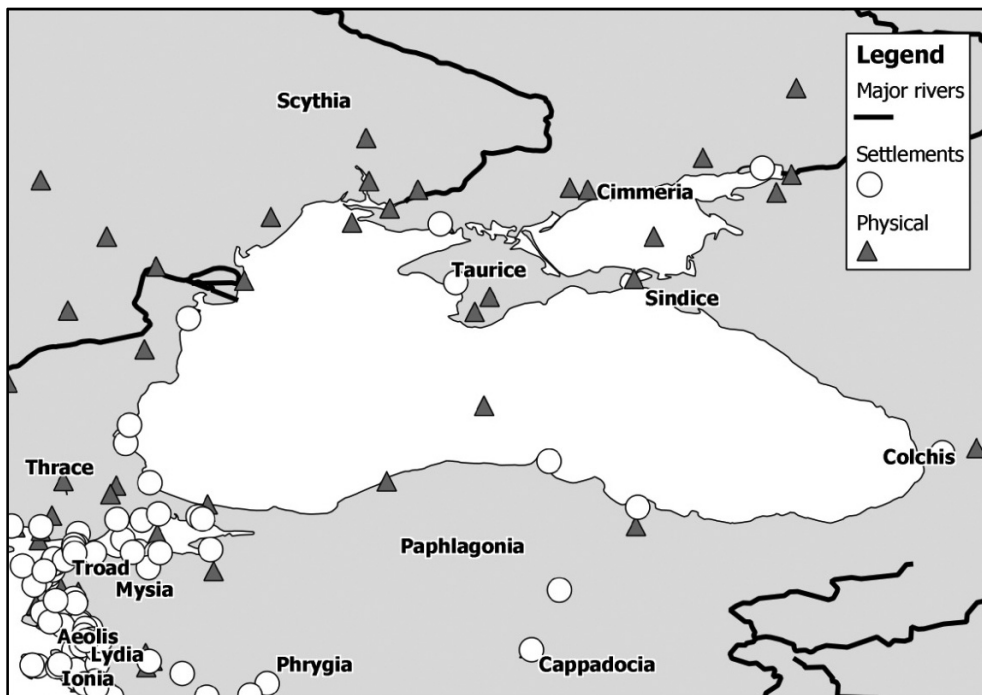 Legend
Major rivers
Settlements
Physical
Scythia
Cimmeria
Taurice
Sindice
Thrace
Colchis
Paphlagonia
Troad
Mysia
Aeolis
Lydia
Ionia
Phrygia
Cappadocia